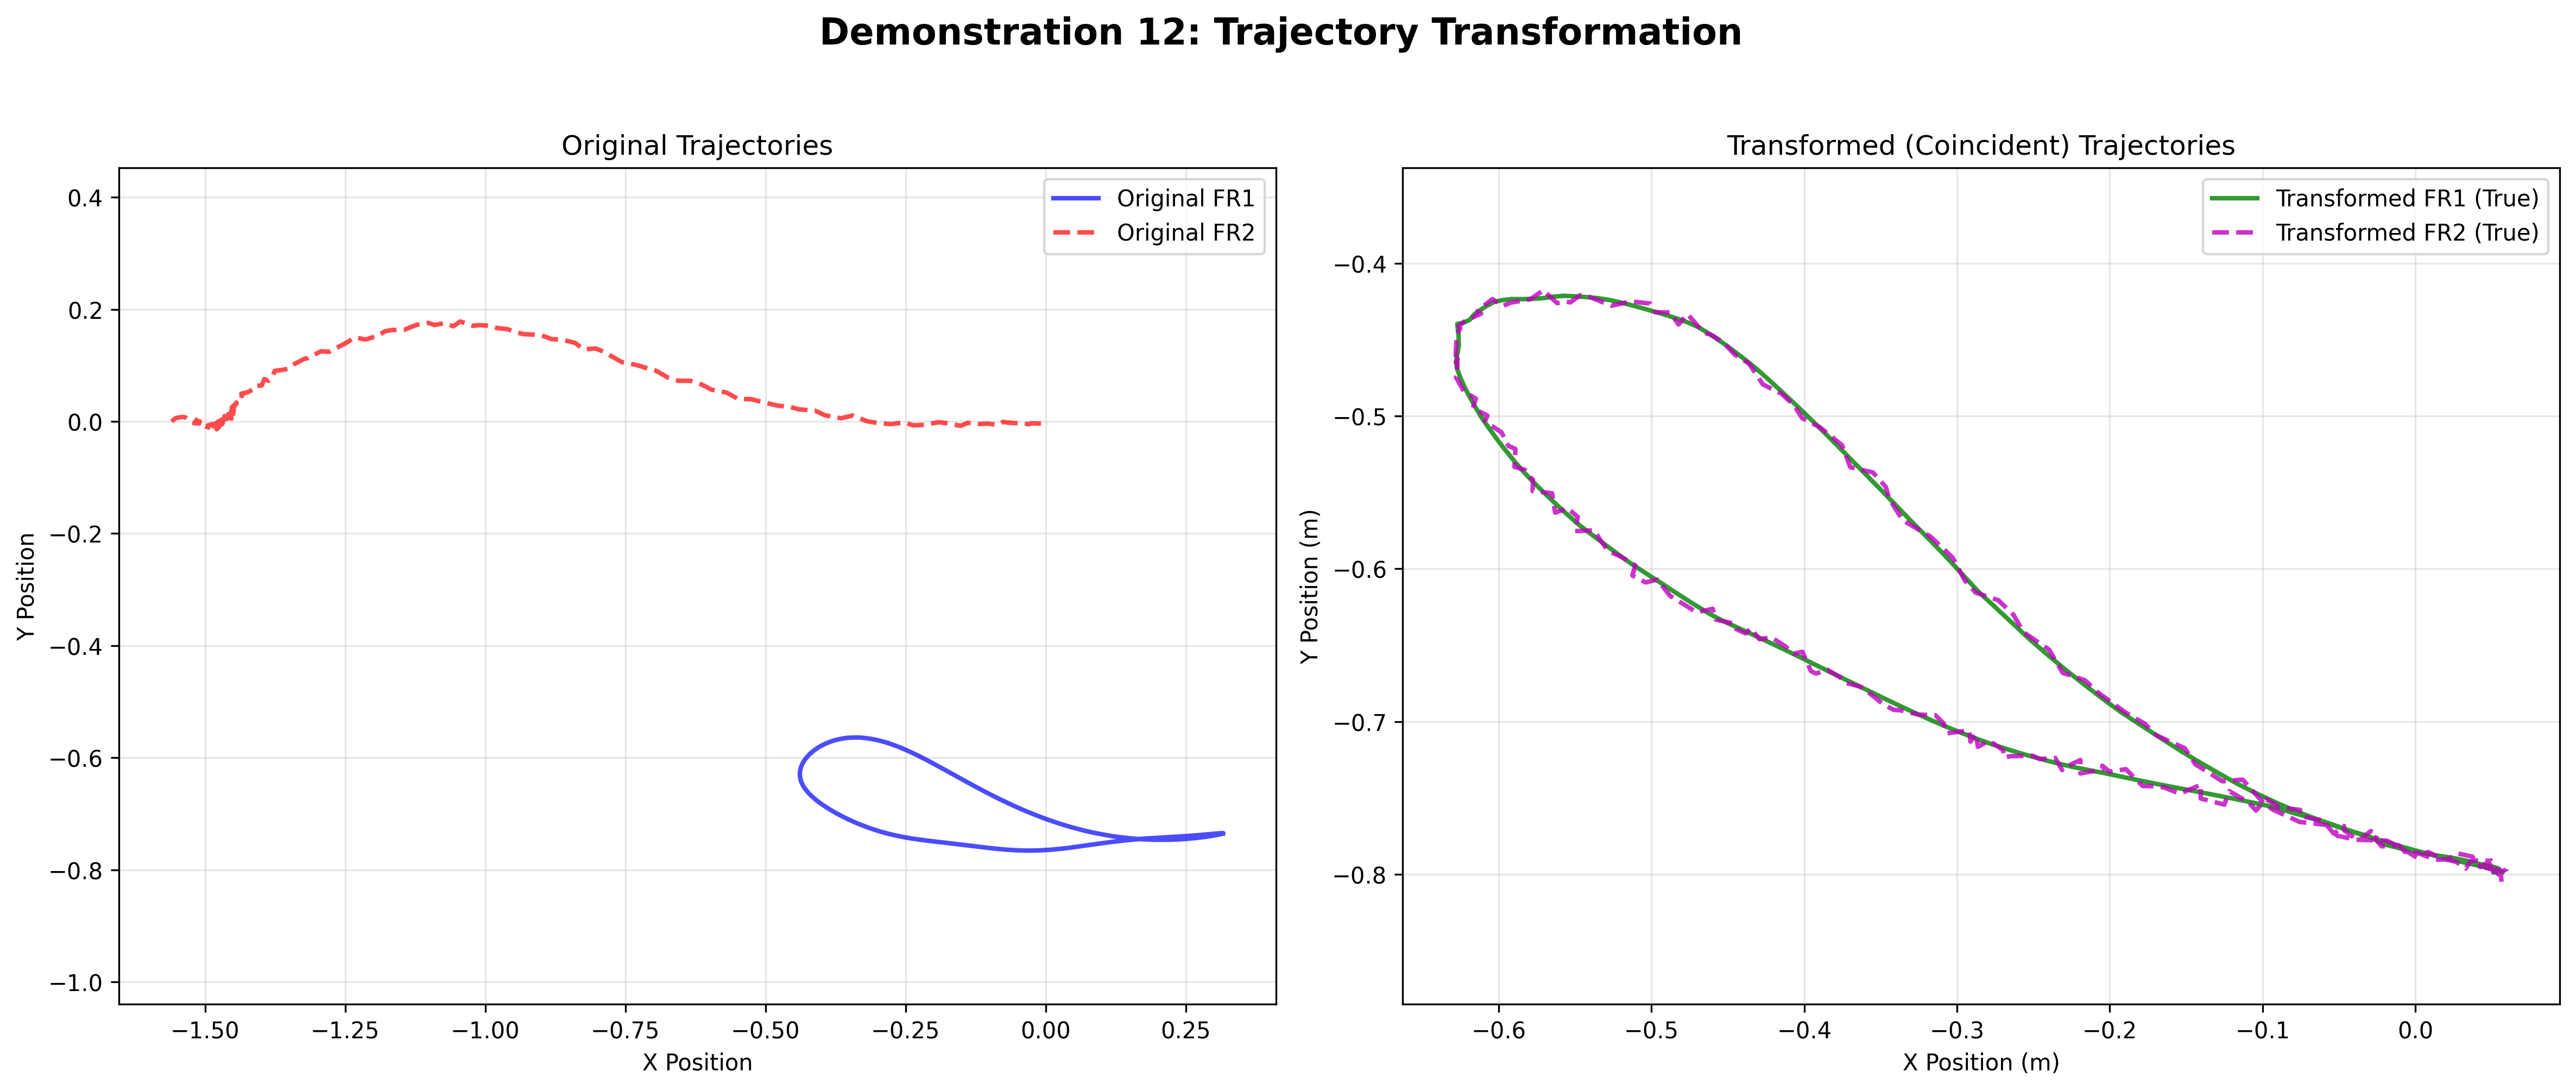 Demonstration 12: Trajectory Transformation
Original Trajectories
Original FR1
Original FR2
0.4
0.2
0.0
−0.2
−0.4
−0.6
−0.8
−1.0
Y Position
−1.50
−1.25
−1.00
−0.75
−0.50
−0.25
0.00
0.25
X Position
Transformed (Coincident) Trajectories
Transformed FR1 (True)
Transformed FR2 (True)
−0.4
−0.5
−0.6
−0.7
−0.8
Y Position (m)
−0.6
−0.5
−0.4
−0.3
−0.2
−0.1
0.0
X Position (m)